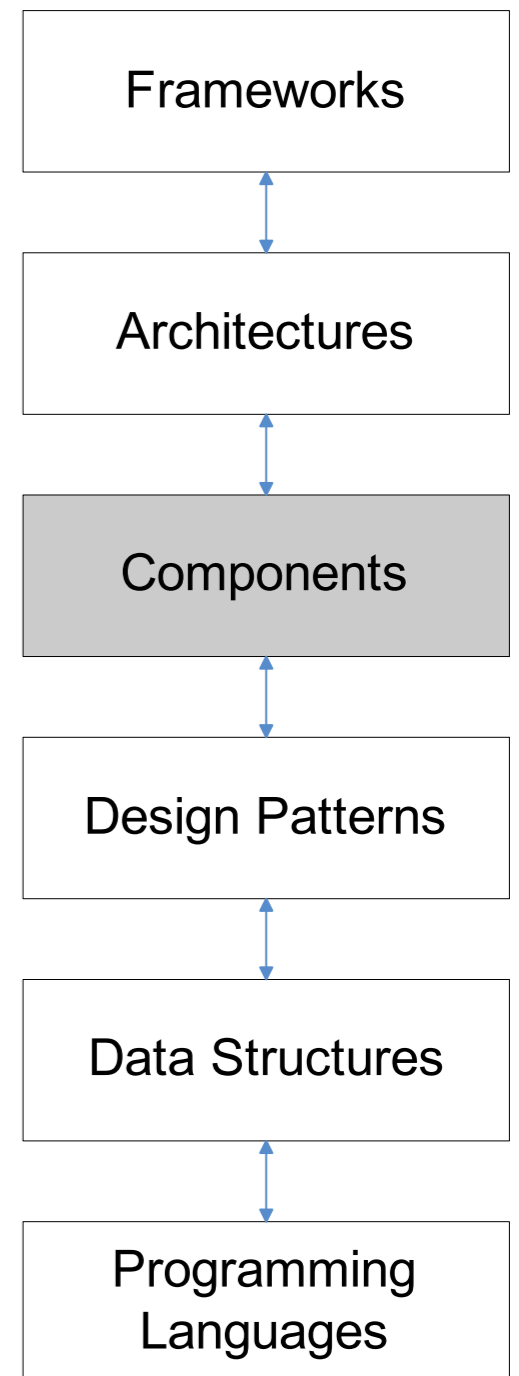 Frameworks
Architectures
Components
Design Patterns
Data Structures
Programming
Languages